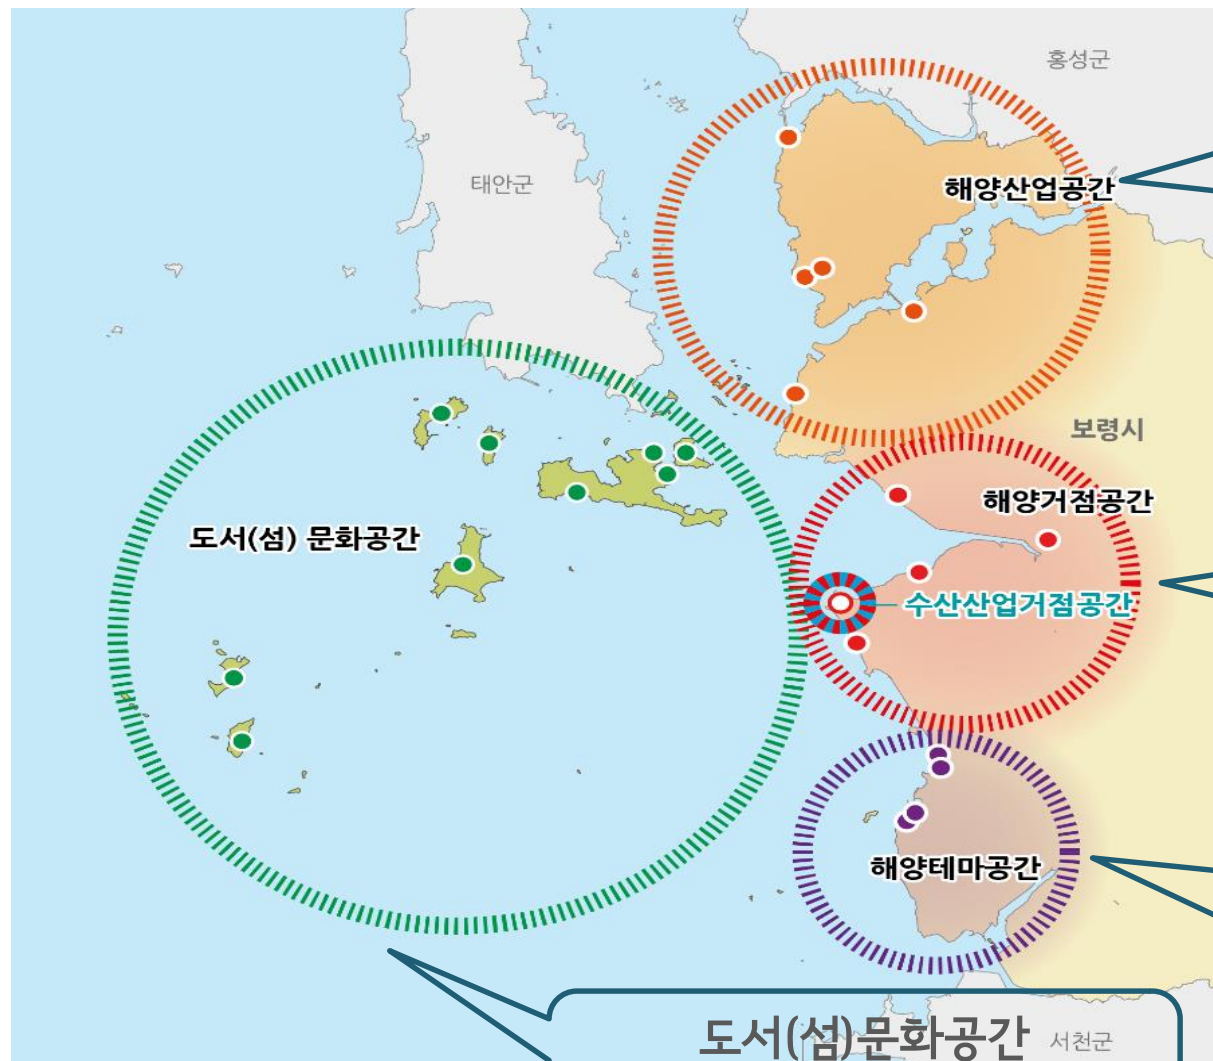 홍성군
태안군
해양산업공간
보령시
해양거점공간
도서(섬) 문화공간
수산산업거점공간
해양테마공간
도서(섬)문화공간
서천군